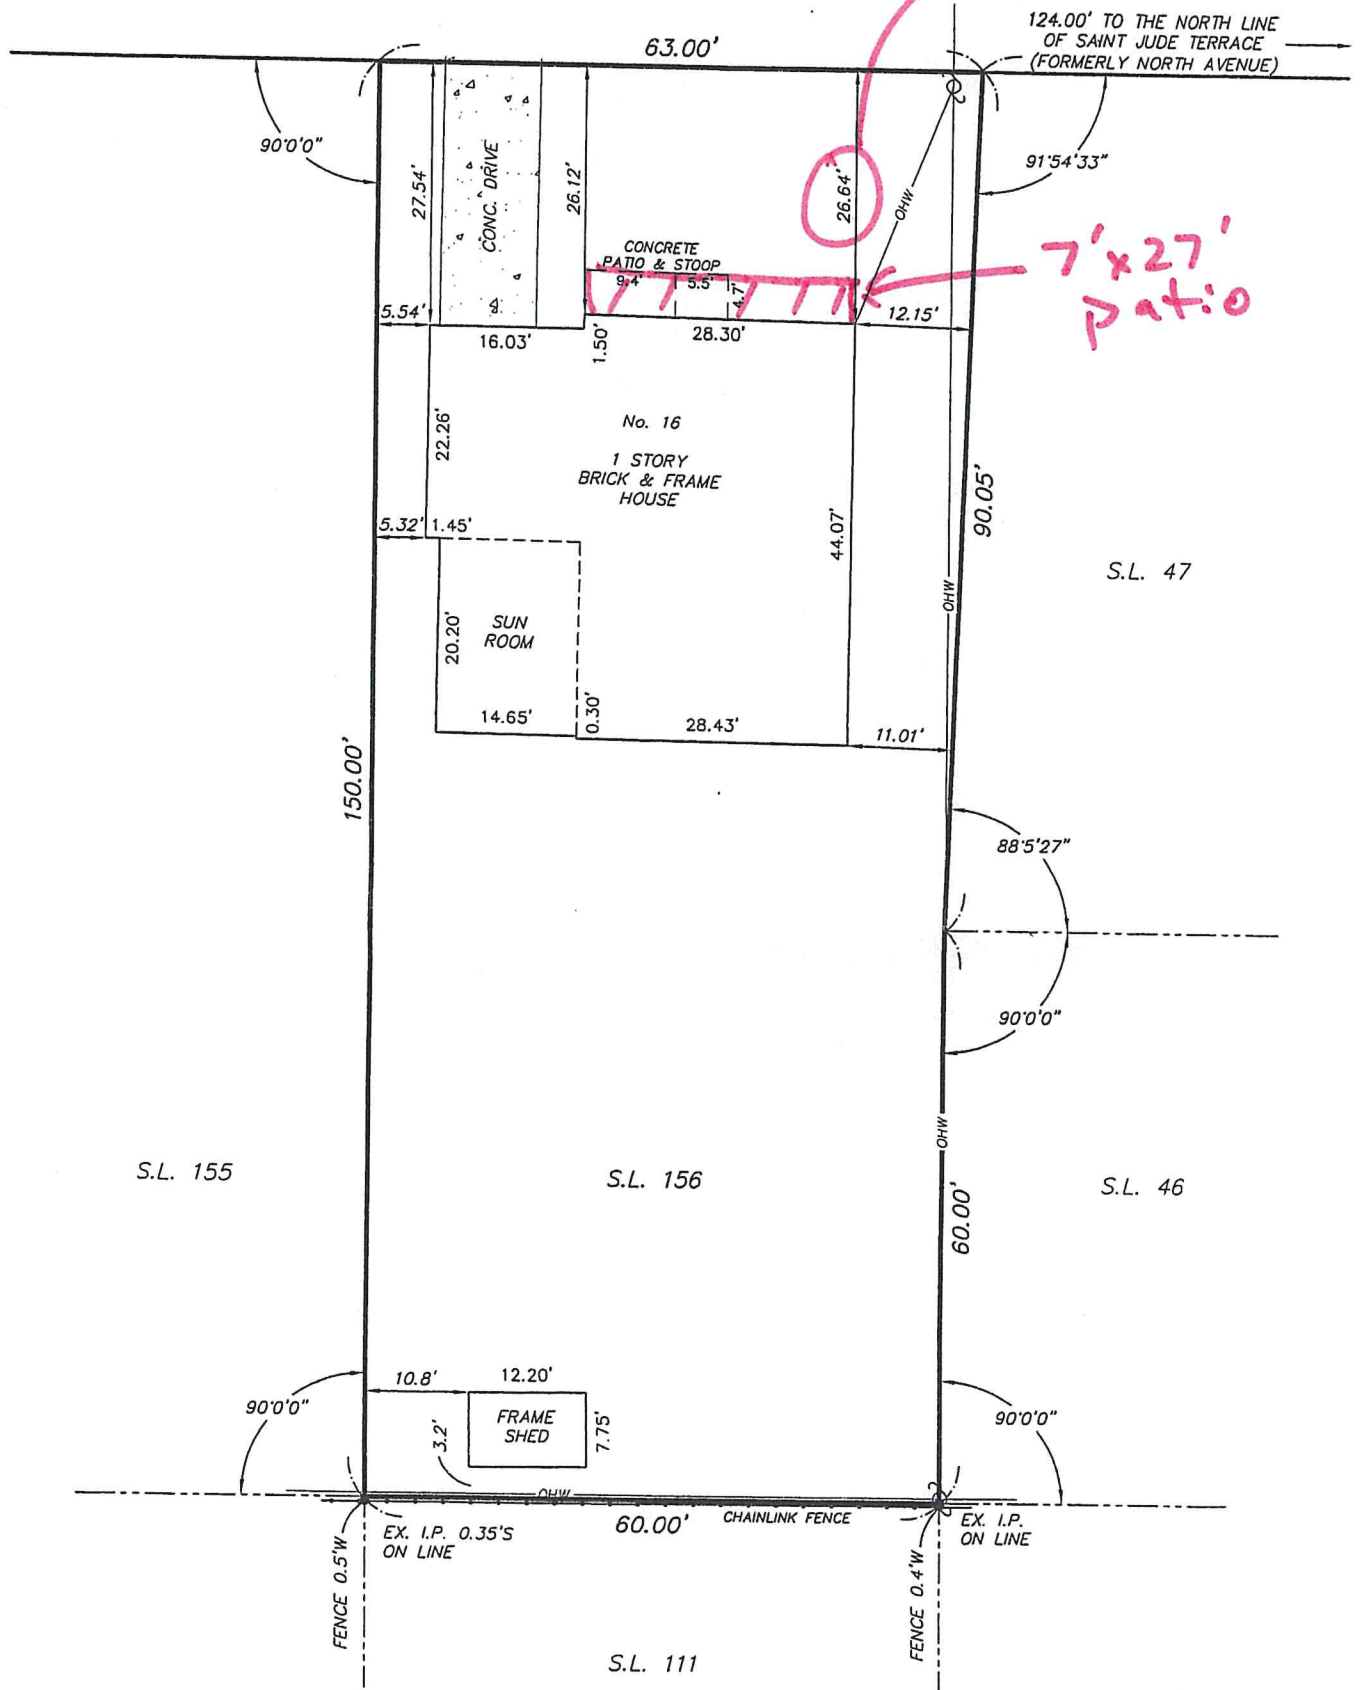 124.00' TO THE NORTH LINE
OF SAINT JUDE TERRACE
(FORMERLY NORTH AVENUE)
63.00'
90°0'0"
91°54'33"
27.54'
CONC. DRIVE
26.12'
26.64'
OHW
CONCRETE
PATIO & STOOP
9.4'
5.5'
4.7'
7' x 27'
patio
5.54'
16.03'
1.50'
28.30'
12.15'
No. 16
1 STORY
BRICK & FRAME
HOUSE
22.26'
44.07'
90.05'
5.32'
1.45'
S.L. 47
OHW
SUN
ROOM
20.20'
14.65'
0.30'
28.43'
11.01'
150.00'
88°5'27"
90°0'0"
OHW
S.L. 155
S.L. 156
S.L. 46
60.00'
10.8'
12.20'
90°0'0"
FRAME
SHED
7.75'
3.2'
90°0'0"
OHW
60.00'
CHAINLINK FENCE
EX. I.P. 0.35'S
ON LINE
EX. I.P.
ON LINE
FENCE 0.5'W
FENCE 0.4'W
S.L. 111